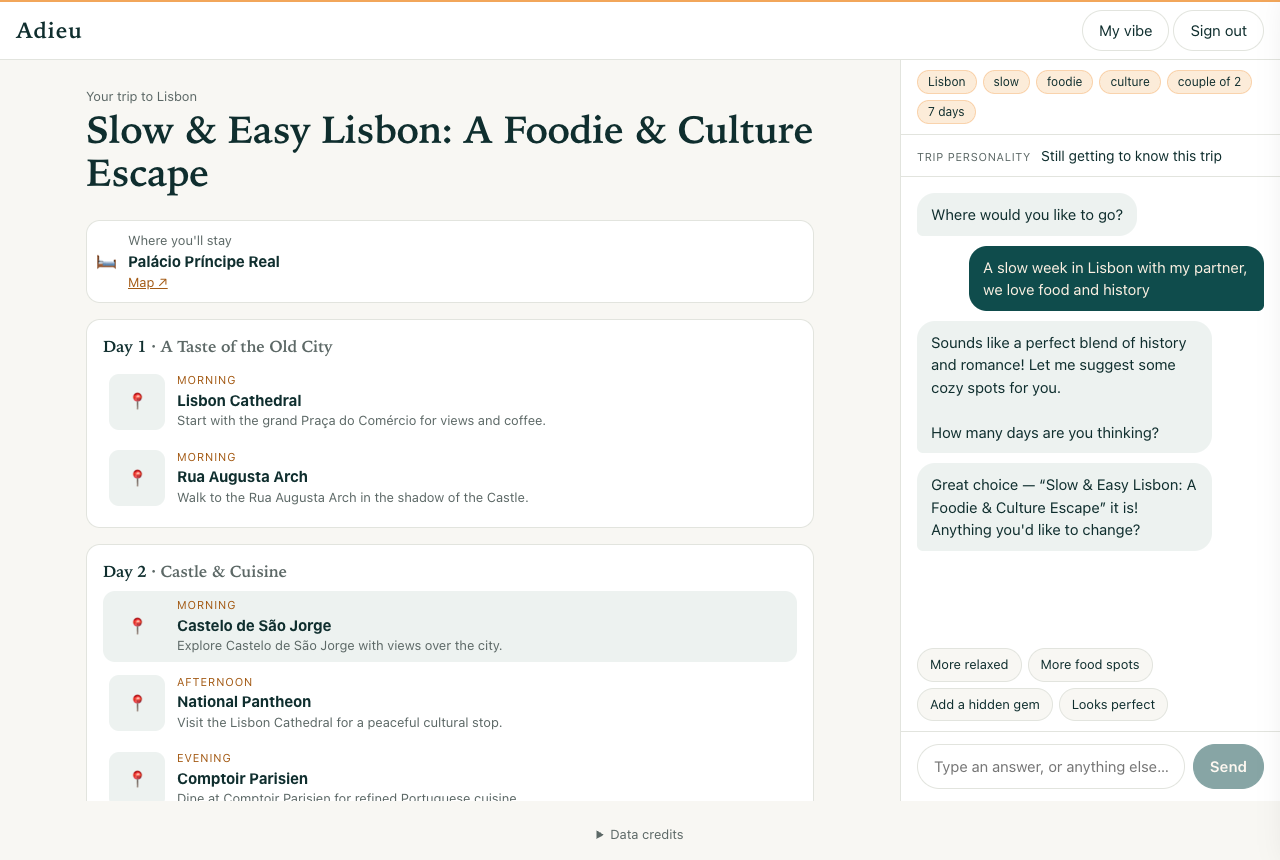 Adieu
My vibe
Sign out
Your trip to Lisbon
Slow & Easy Lisbon: A Foodie & Culture
Escape
Where you'll stay
Palácio Príncipe Real
Map ↗
Day 1 · A Taste of the Old City
MORNING
Lisbon Cathedral
Start with the grand Praça do Comércio for views and coffee.
MORNING
Rua Augusta Arch
Walk to the Rua Augusta Arch in the shadow of the Castle.
Day 2 · Castle & Cuisine
MORNING
Castelo de São Jorge
Explore Castelo de São Jorge with views over the city.
AFTERNOON
National Pantheon
Visit the Lisbon Cathedral for a peaceful cultural stop.
EVENING
Comptoir Parisien
Dine at Comptoir Parisien for refined Portuguese cuisine
Lisbon
slow
foodie
culture
couple of 2
7 days
TRIP PERSONALITY Still getting to know this trip
Where would you like to go?
A slow week in Lisbon with my partner,
we love food and history
Sounds like a perfect blend of history
and romance! Let me suggest some
cozy spots for you.
How many days are you thinking?
Great choice — “Slow & Easy Lisbon: A
Foodie & Culture Escape” it is!
Anything you'd like to change?
More relaxed
More food spots
Add a hidden gem
Looks perfect
Type an answer, or anything else...
Send
Data credits